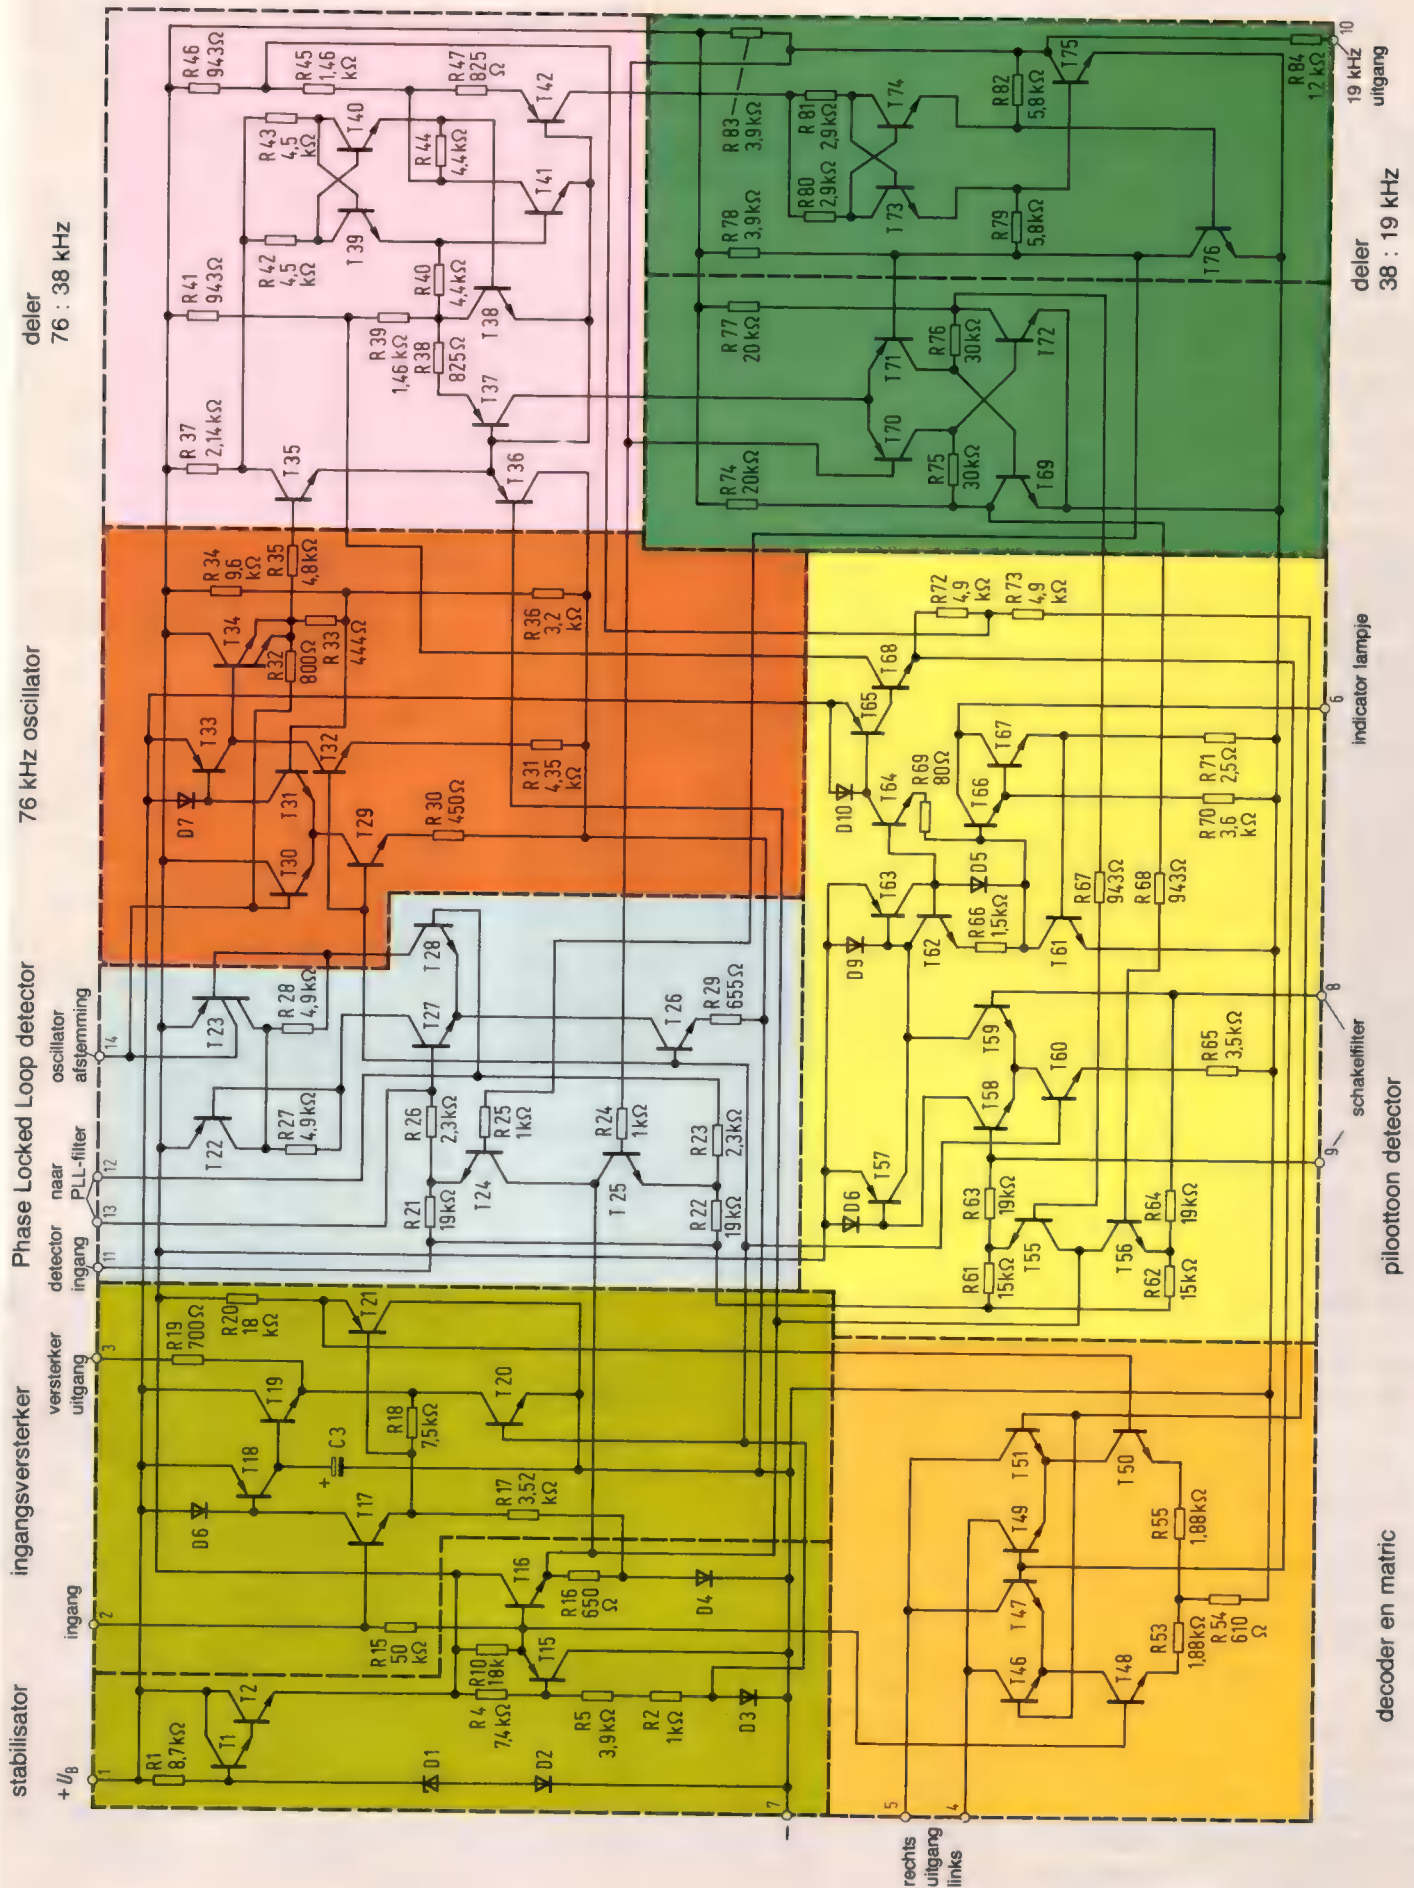 stabilisator
ingangsversterker
Phase Locked Loop detector
76 kHz oscillator
deler
76 : 38 kHz
+UB
1
ingang
2
versterker
uitgang
3
detector
ingang
11
naar
PLL-filter
13
12
oscillator
afstemming
14
R1
8,7kΩ
T1
T2
D1
D2
R4
7,4kΩ
R10
18k
R5
3,9kΩ
R2
1kΩ
D3
T15
T16
R16
650
Ω
D4
7
–
R15
50
kΩ
D6
T18
T19
R19
700Ω
R20
18
kΩ
T21
+
C3
T17
R18
7,5kΩ
T20
R17
3,52
kΩ
T22
T23
R27
4,9kΩ
R28
4,9kΩ
R21
19kΩ
R26
2,3kΩ
T27
T28
T24
R25
1kΩ
T25
R24
1kΩ
T26
R22
19kΩ
R23
2,3kΩ
R29
655Ω
D7
T33
T34
R34
9,6
kΩ
R32
800Ω
R35
4,8kΩ
R33
444Ω
T30
T31
T32
T29
R30
450Ω
R31
4,35
kΩ
R36
3,2
kΩ
R37
2,14kΩ
R41
943Ω
R46
943Ω
R42
4,5
kΩ
R43
4,5
kΩ
R45
1,46
kΩ
T35
T39
T40
R47
825
Ω
R39
1,46kΩ
R38
825Ω
R40
4,4kΩ
R44
4,4kΩ
T36
T37
T38
T41
T42
rechts
uitgang
links
5
4
T46
T47
T49
T51
T48
T50
R53
1,88kΩ
R55
1,88kΩ
R54
610
Ω
D6
T57
D9
T63
D10
T65
T64
T68
R69
80Ω
R72
4,9
kΩ
R73
4,9
kΩ
T62
D5
R66
1,5kΩ
T66
T67
R61
15kΩ
R63
19kΩ
T58
T59
T55
T60
T61
R67
943Ω
T56
R68
943Ω
R62
15kΩ
R64
19kΩ
R65
3,5kΩ
R70
3,6
kΩ
R71
2,5Ω
R74
20kΩ
R77
20kΩ
R78
3,9kΩ
R83
3,9kΩ
T70
T71
R80
2,9kΩ
R81
2,9kΩ
T73
T74
R75
30kΩ
R76
30kΩ
R79
5,8kΩ
R82
5,8kΩ
T69
T72
T75
T76
R84
12kΩ
9
8
schakelfilter
6
indicator lampje
10
19 kHz
uitgang
decoder en matric
piloottoon detector
deler
38 : 19 kHz